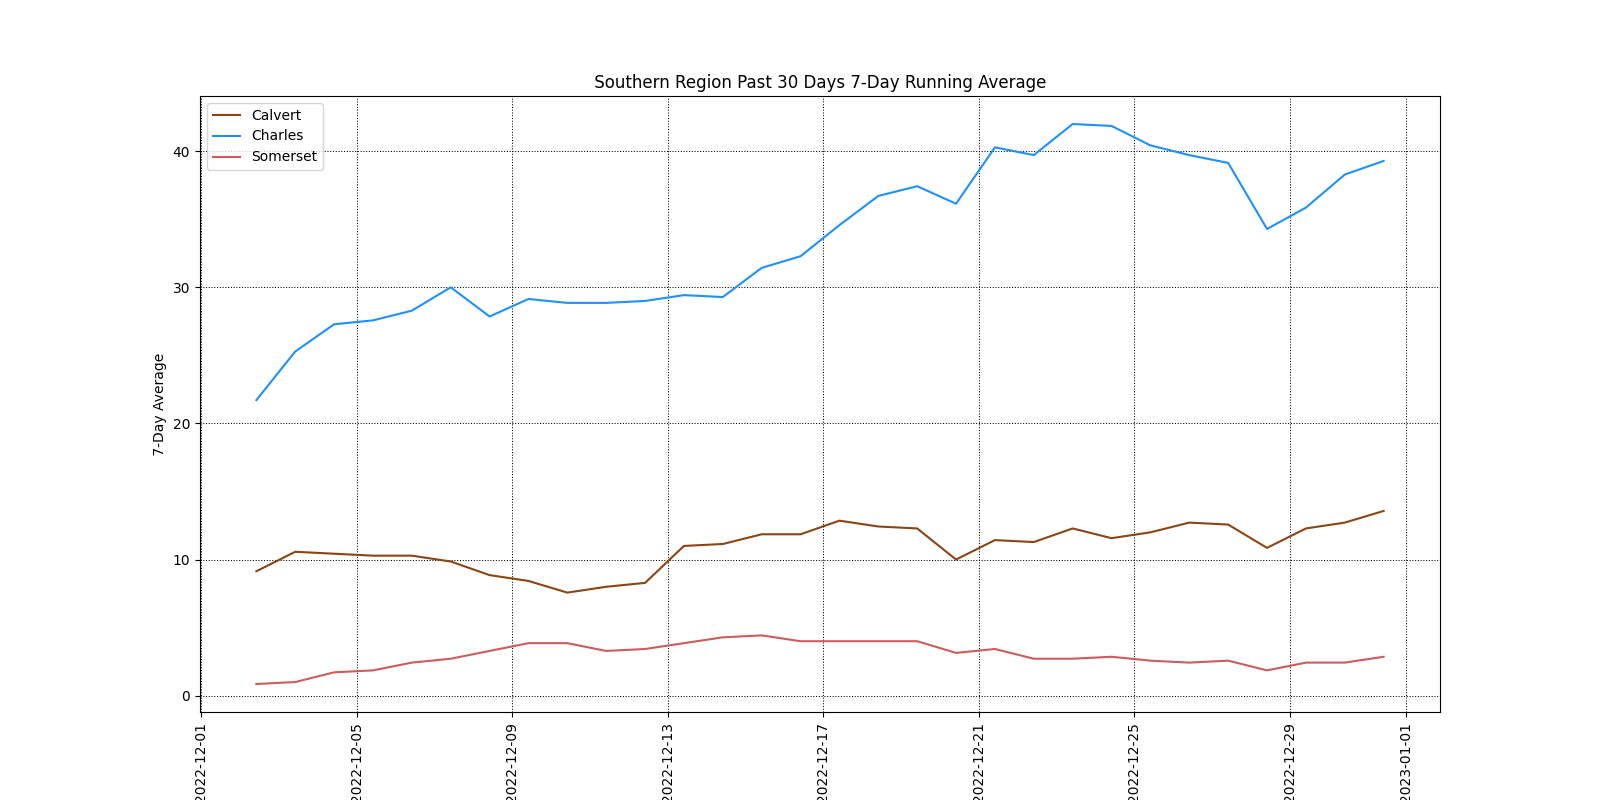 Southern Region Past 30 Days 7-Day Running Average
Calvert
Charles
Somerset
7-Day Average
40
30
20
10
0
2022-12-01
2022-12-05
2022-12-09
2022-12-13
2022-12-17
2022-12-21
2022-12-25
2022-12-29
2023-01-01